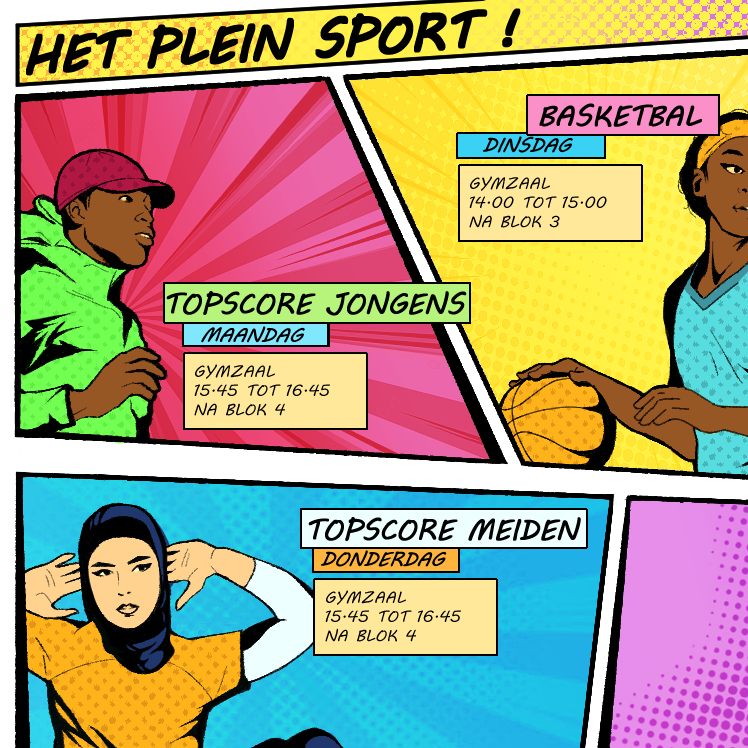 HET PLEIN SPORT !
BASKETBAL
DINSDAG
GYMZAAL
14.00 TOT 15.00
NA BLOK 3
TOPSCORE JONGENS
MAANDAG
GYMZAAL
15.45 TOT 16.45
NA BLOK 4
TOPSCORE MEIDEN
DONDERDAG
GYMZAAL
15.45 TOT 16.45
NA BLOK 4